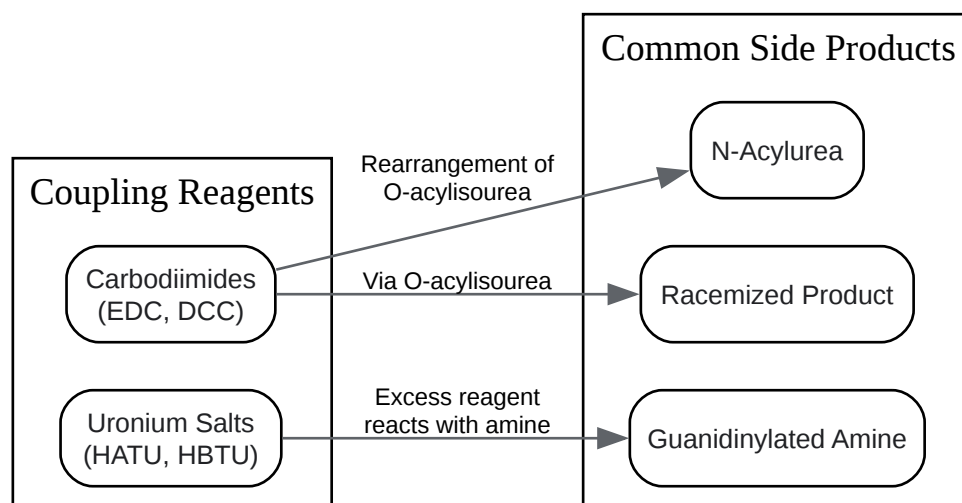 Common Side Products
N-Acylurea
Rearrangement of
O-acylisourea
Coupling Reagents
Carbodiimides
(EDC, DCC)
Via O-acylisourea
Racemized Product
Uronium Salts
(HATU, HBTU)
Excess reagent
reacts with amine
Guanidinylated Amine